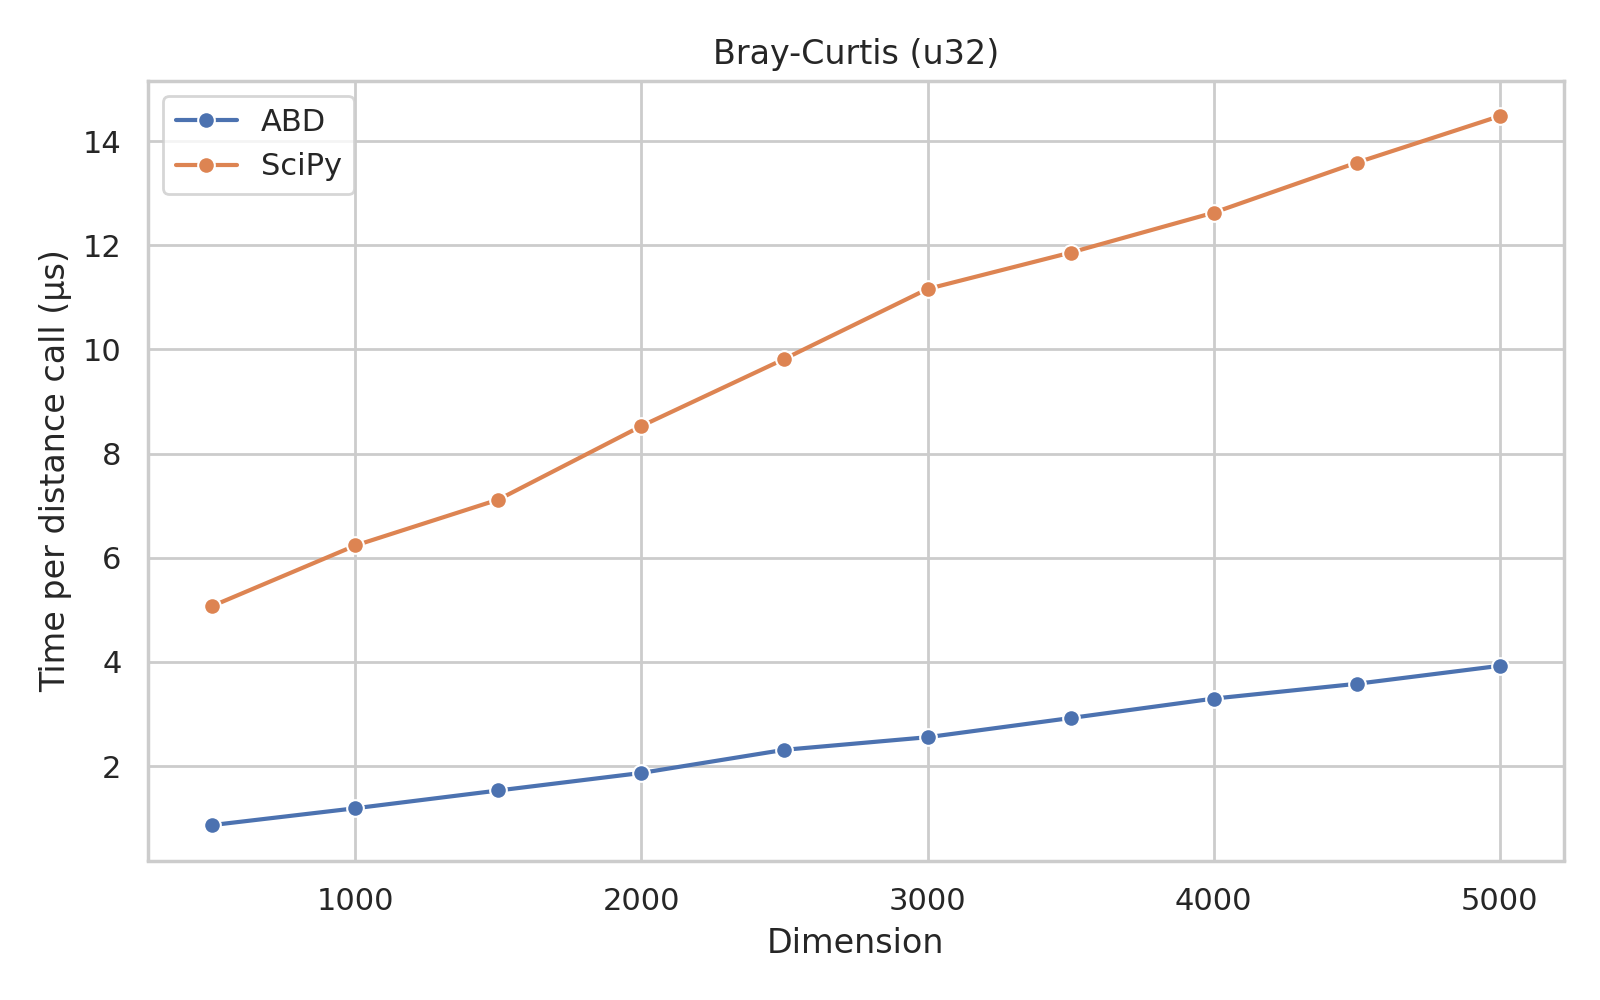 Bray-Curtis (u32)
ABD
SciPy
14
12
10
8
6
4
2
Time per distance call (µs)
1000 2000 3000 4000 5000
Dimension